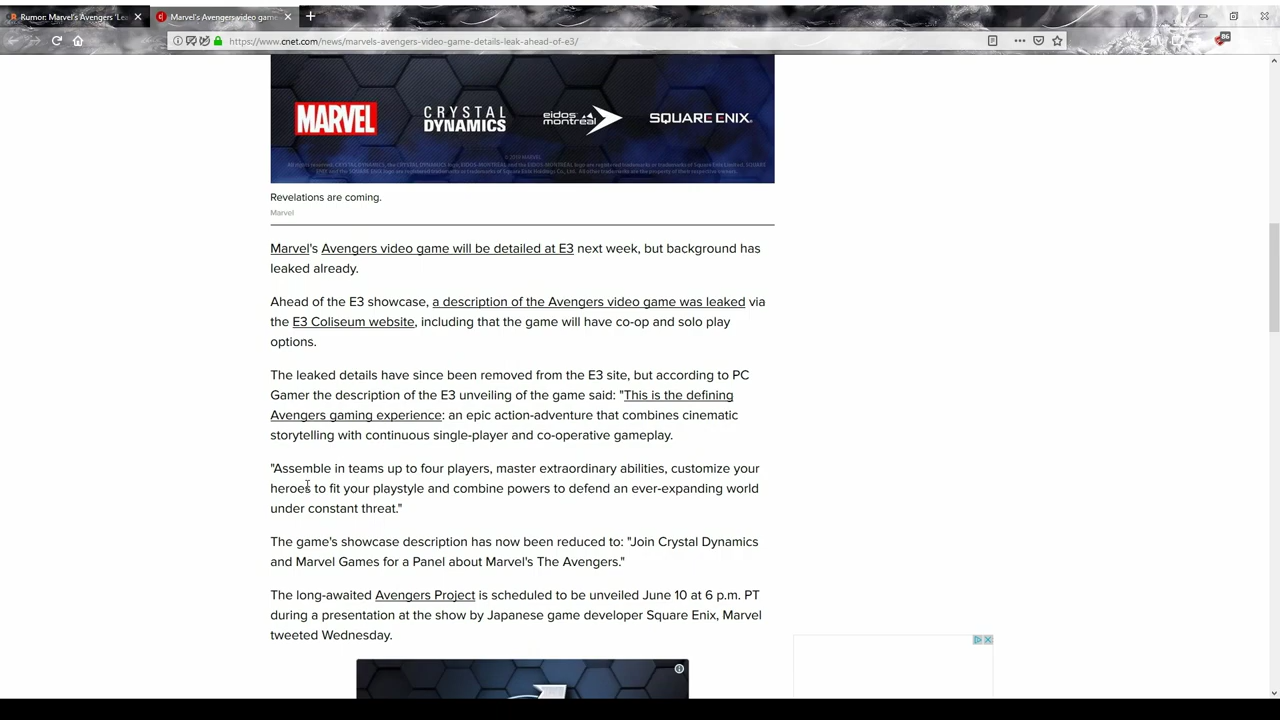 Rumor: Marvel's Avengers 'Lea
Marvel's Avengers video game
https://www.cnet.com/news/marvels-avengers-video-game-details-leak-ahead-of-e3/
86
MARVEL
CRYSTAL DYNAMICS
eidos montreal
SQUARE ENIX
Revelations are coming.
Marvel
Marvel's Avengers video game will be detailed at E3 next week, but background has
leaked already.
Ahead of the E3 showcase, a description of the Avengers video game was leaked via
the E3 Coliseum website, including that the game will have co-op and solo play
options.
The leaked details have since been removed from the E3 site, but according to PC
Gamer the description of the E3 unveiling of the game said: "This is the defining
Avengers gaming experience: an epic action-adventure that combines cinematic
storytelling with continuous single-player and co-operative gameplay.
"Assemble in teams up to four players, master extraordinary abilities, customize your
heroes to fit your playstyle and combine powers to defend an ever-expanding world
under constant threat."
The game's showcase description has now been reduced to: "Join Crystal Dynamics
and Marvel Games for a Panel about Marvel's The Avengers."
The long-awaited Avengers Project is scheduled to be unveiled June 10 at 6 p.m. PT
during a presentation at the show by Japanese game developer Square Enix, Marvel
tweeted Wednesday.